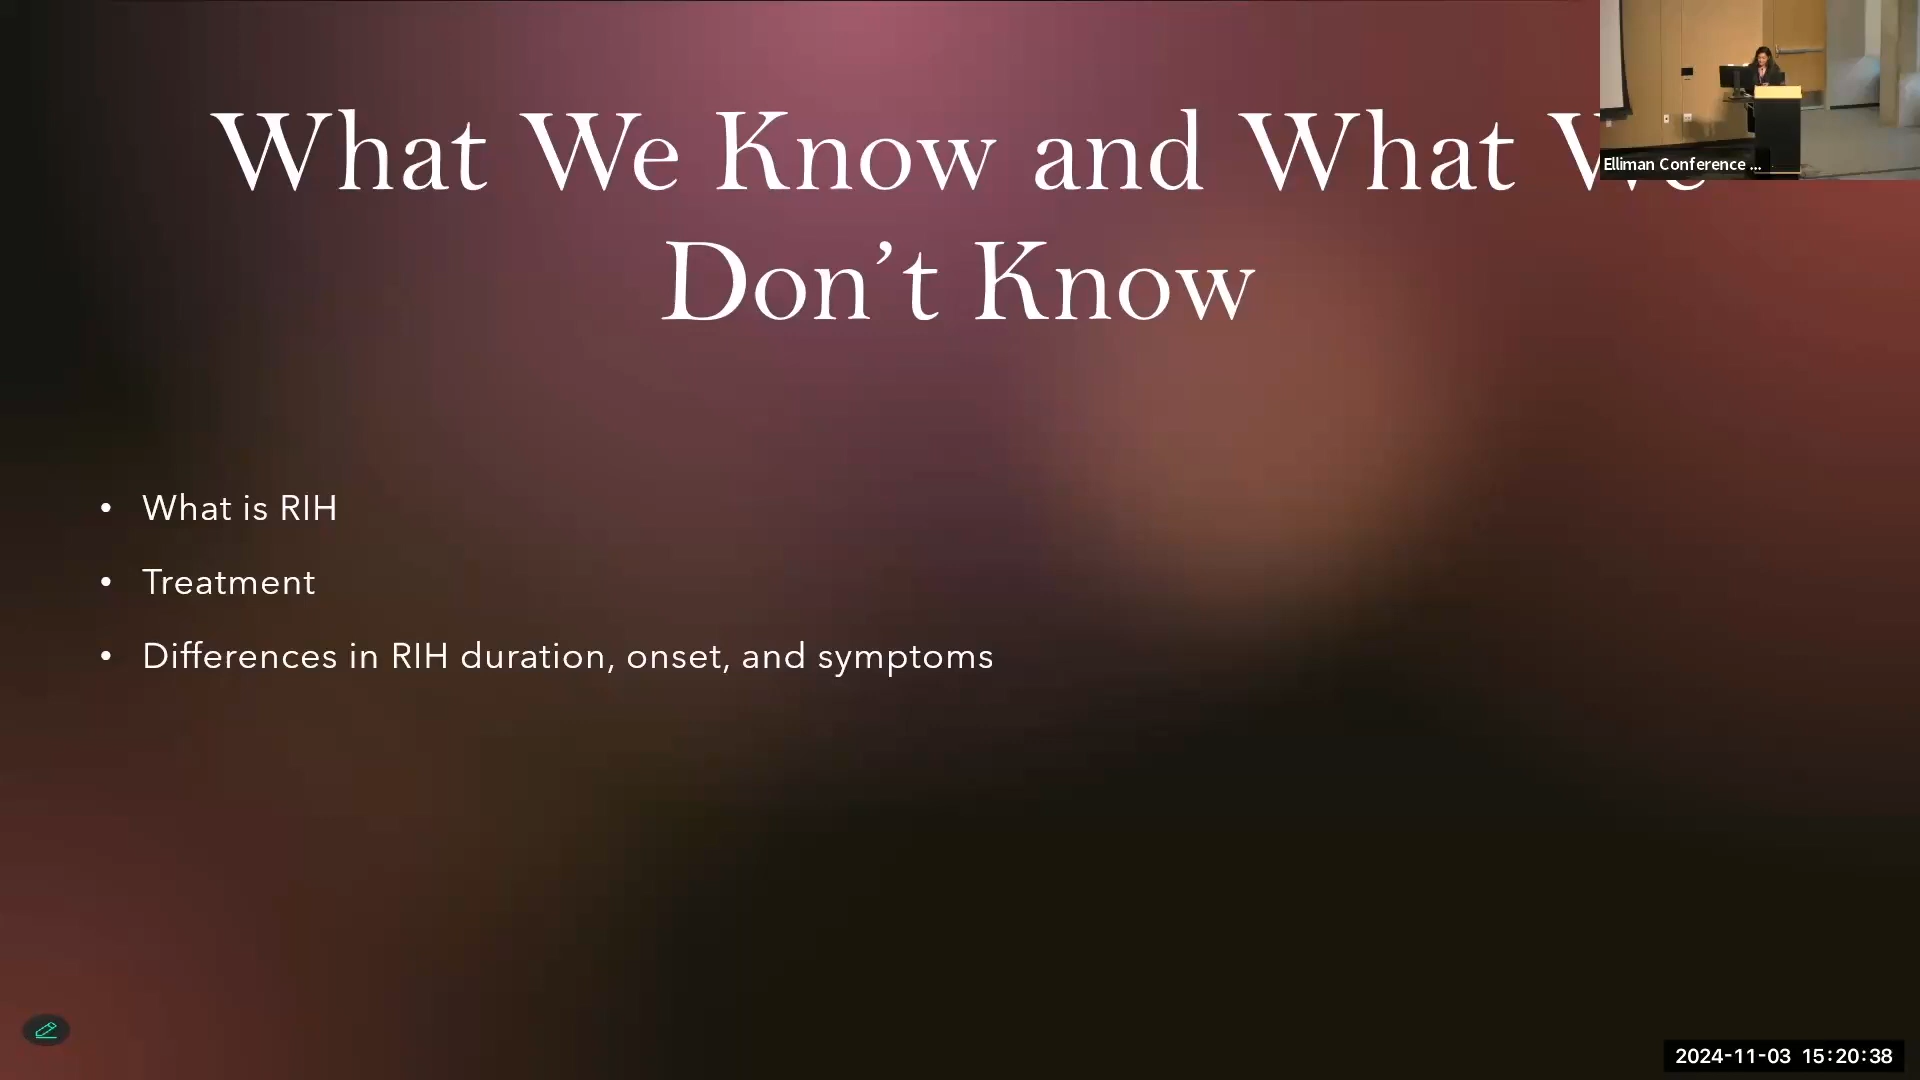 What We Know and What We
Don’t Know
Elliman Conference ...
• What is RIH
• Treatment
• Differences in RIH duration, onset, and symptoms
2024-11-03 15:20:38